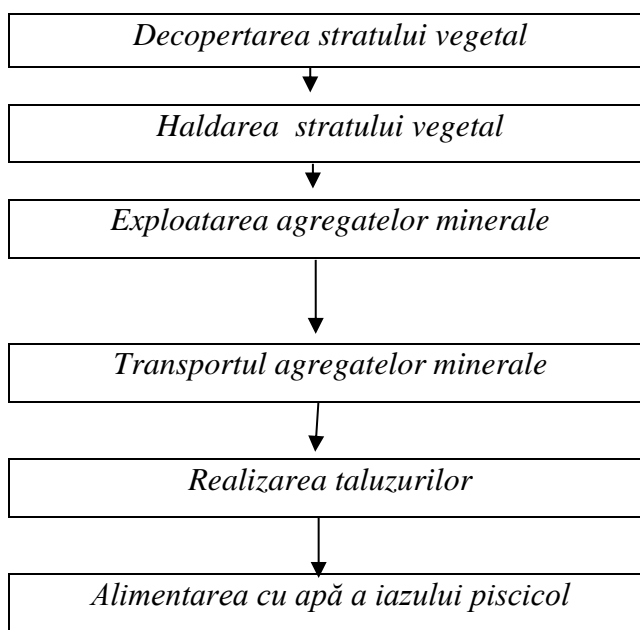 Decopertarea stratului vegetal
Haldarea stratului vegetal
Exploatarea agregatelor minerale
Transportul agregatelor minerale
Realizarea taluzurilor
Alimentarea cu apă a iazului piscicol